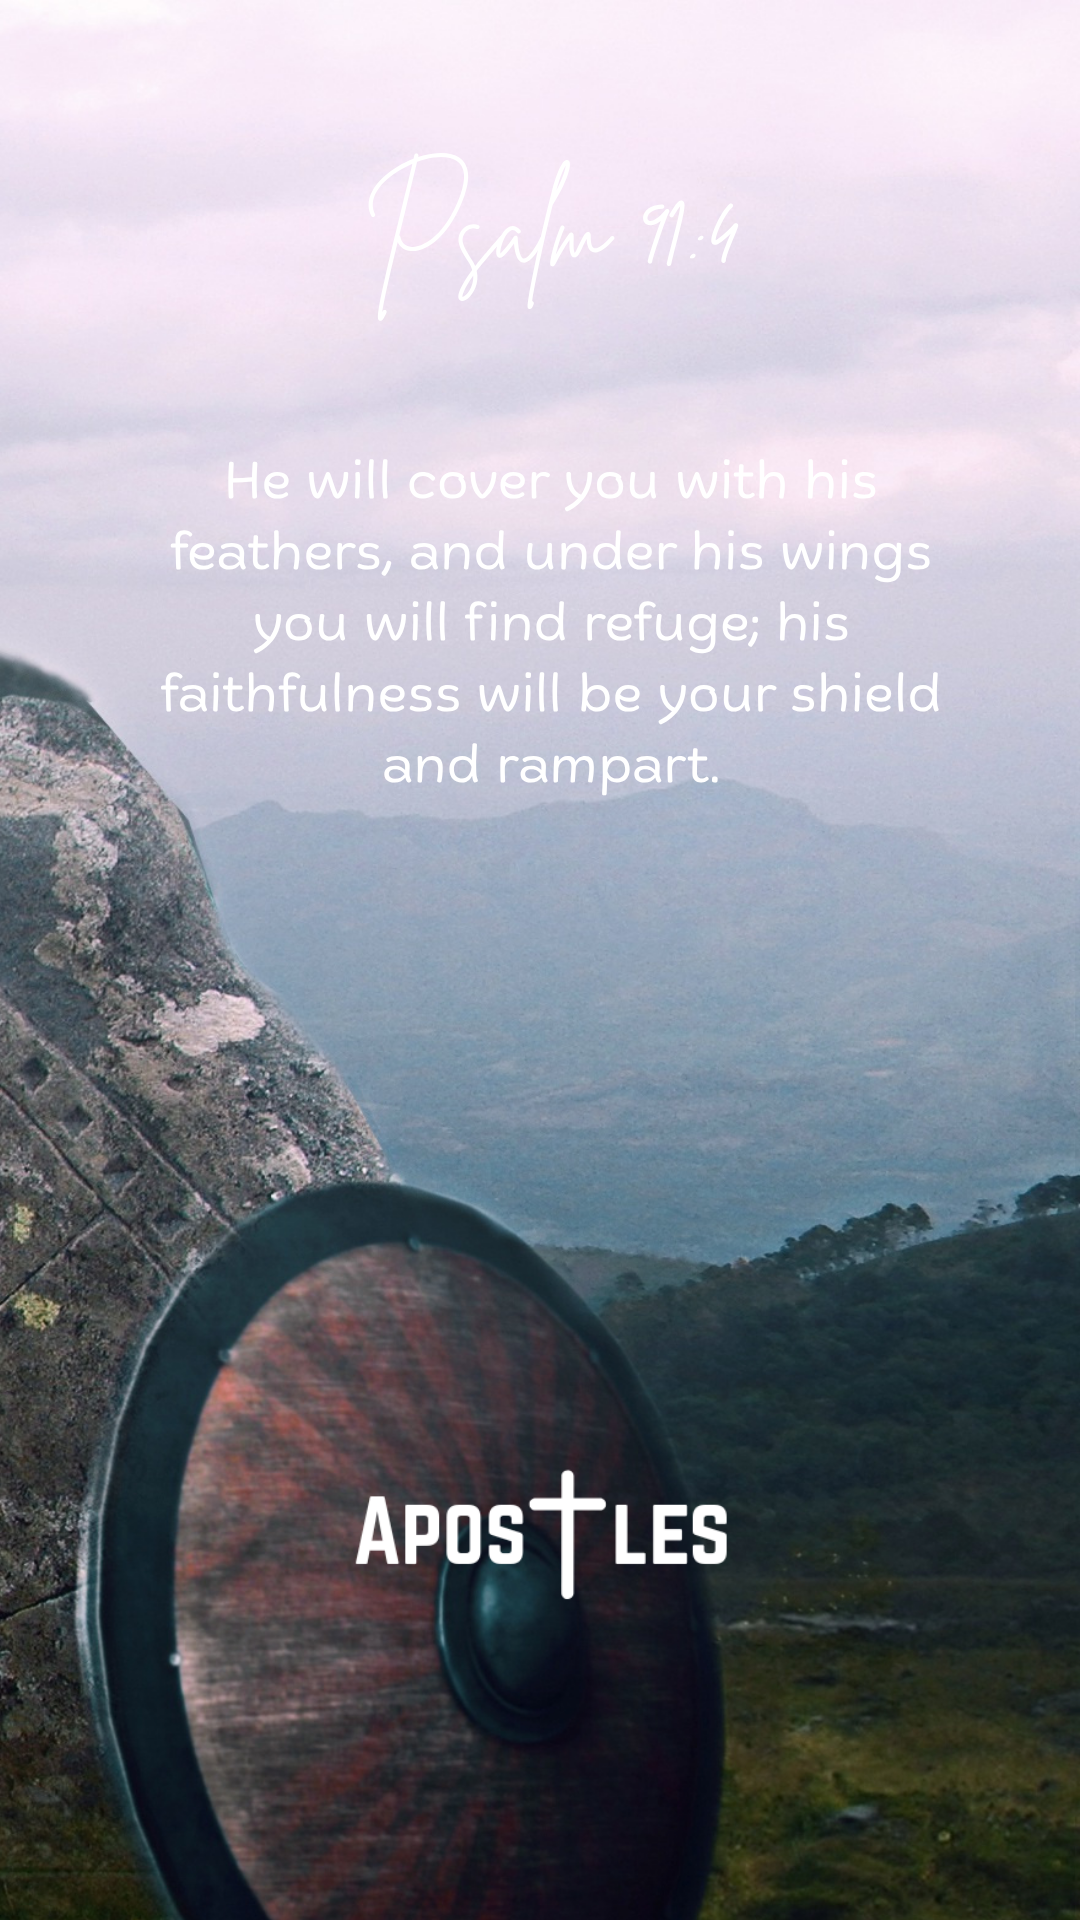 Psalm 91:4
He will cover you with his
feathers, and under his wings
you will find refuge; his
faithfulness will be your shield
and rampart.
APOSTLES